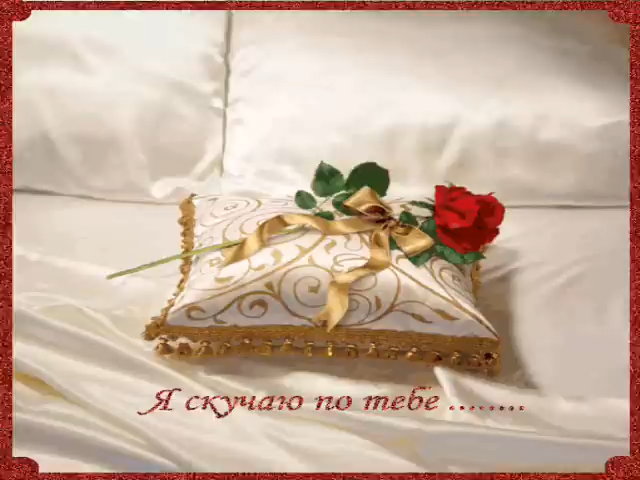 Я скучаю по тебе ........